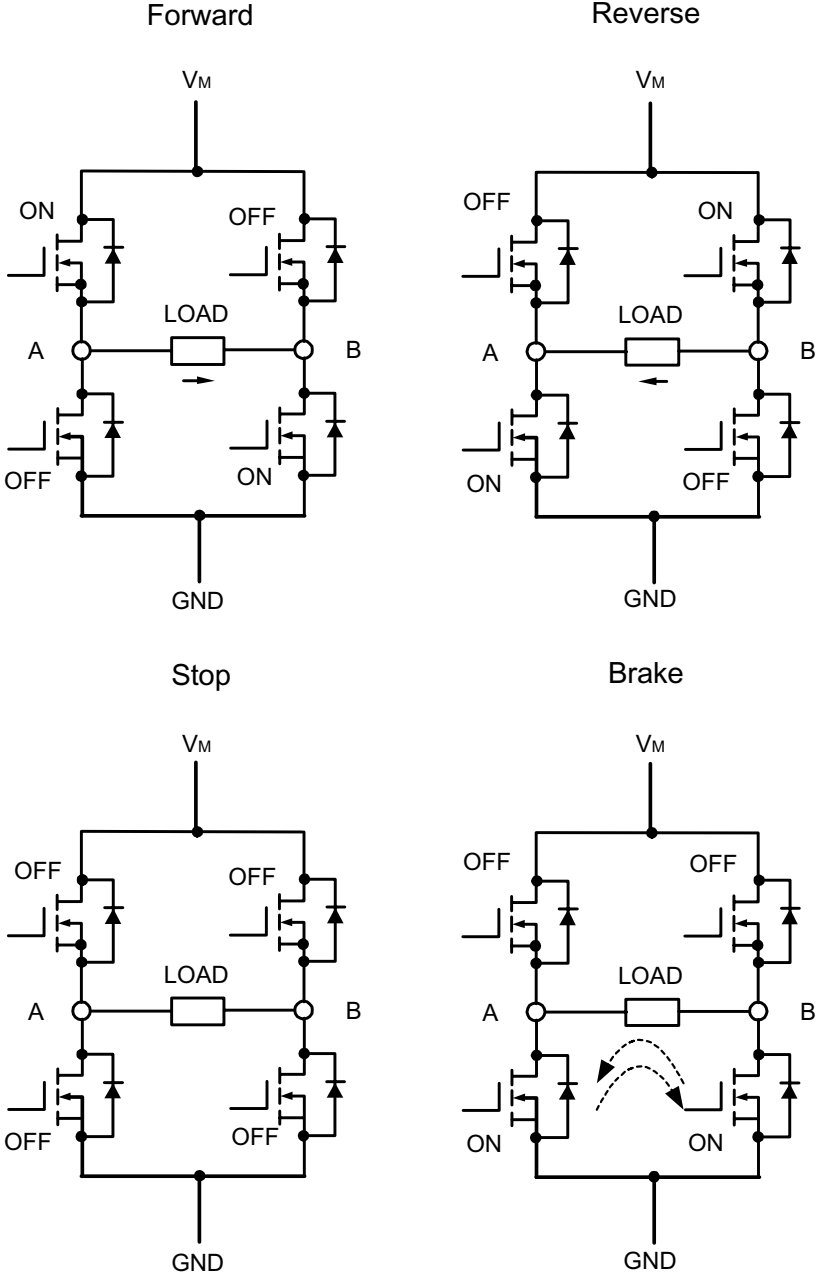 Forward
VM
ON
OFF
LOAD
A
B
OFF
ON
GND
Reverse
VM
OFF
ON
LOAD
A
B
ON
OFF
GND
Stop
VM
OFF
OFF
LOAD
A
B
OFF
OFF
GND
Brake
VM
OFF
OFF
LOAD
A
B
ON
ON
GND